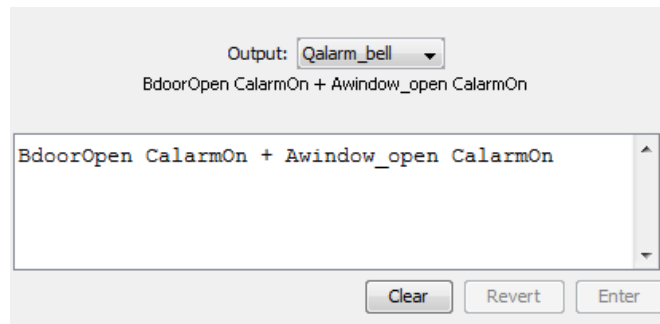 Output: Qalarm_bell
BdoorOpen CalarmOn + Awindow_open CalarmOn
BdoorOpen CalarmOn + Awindow_open CalarmOn
Clear Revert Enter